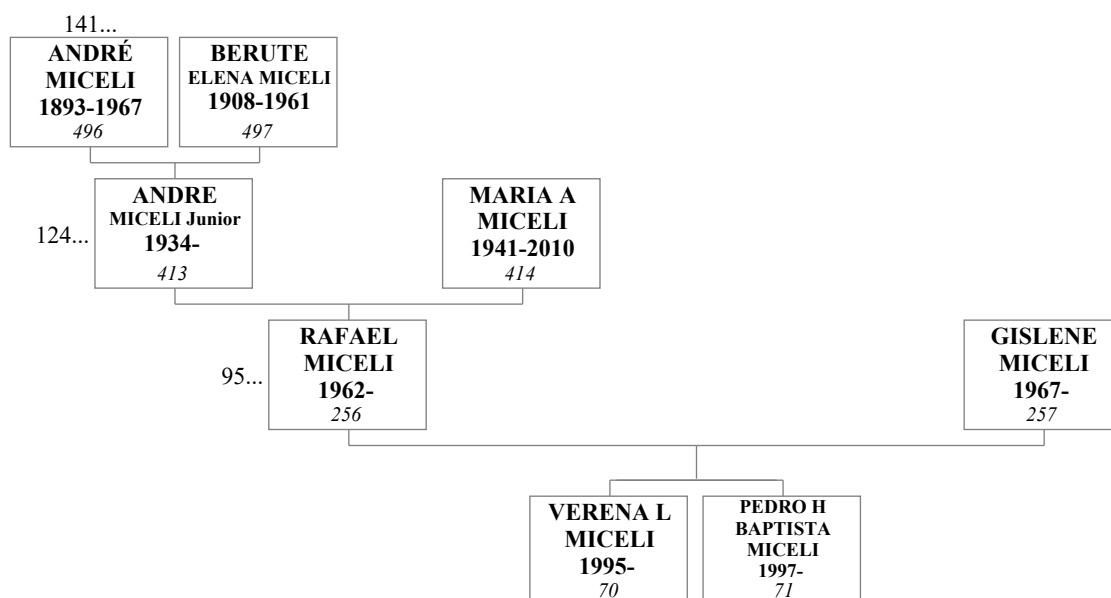 141...
ANDRÉ
MICELI
1893-1967
496
BERUTE
ELENA MICELI
1908-1961
497
124...
ANDRE
MICELI Junior
1934-
413
MARIA A
MICELI
1941-2010
414
95...
RAFAEL
MICELI
1962-
256
GISLENE
MICELI
1967-
257
VERENA L
MICELI
1995-
70
PEDRO H
BAPTISTA
MICELI
1997-
71